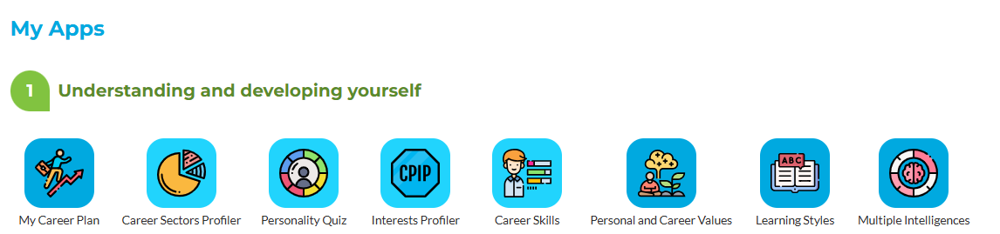 My Apps
1 Understanding and developing yourself
CPIP
ABC
My Career Plan Career Sectors Profiler Personality Quiz Interests Profiler Career Skills Personal and Career Values Learning Styles Multiple Intelligences